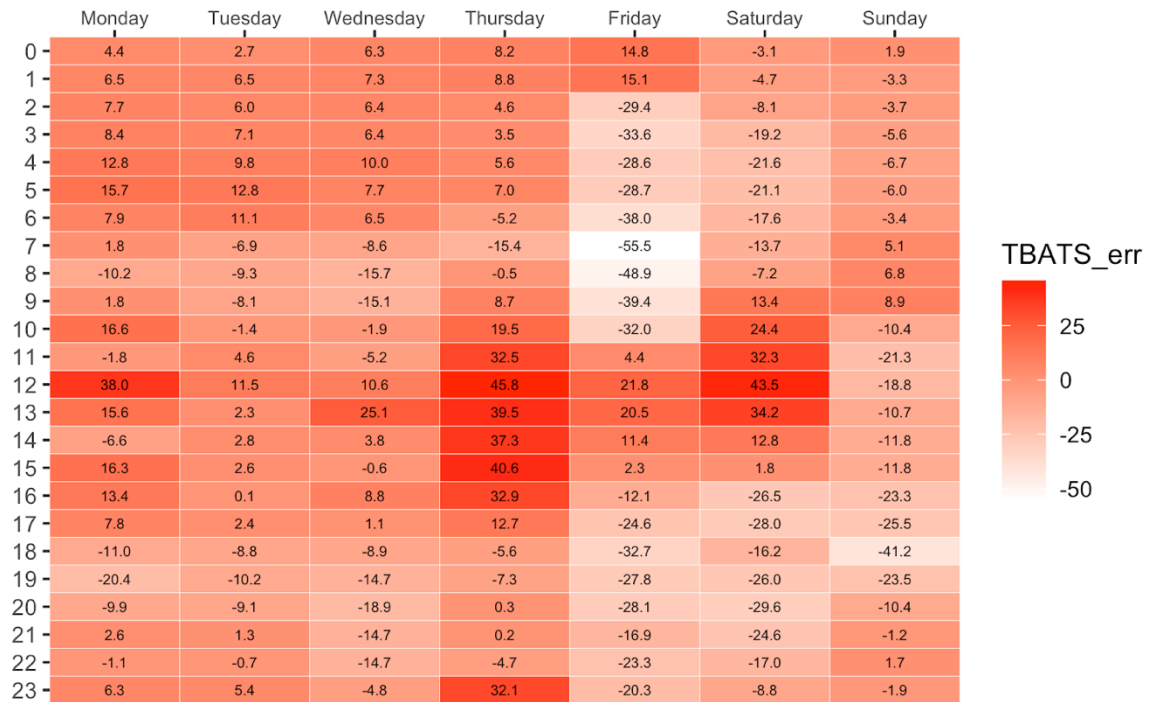 Monday Tuesday Wednesday Thursday Friday Saturday Sunday
0 4.4 2.7 6.3 8.2 14.8 -3.1 1.9
1 6.5 6.5 7.3 8.8 15.1 -4.7 -3.3
2 7.7 6.0 6.4 4.6 -29.4 -8.1 -3.7
3 8.4 7.1 6.4 3.5 -33.6 -19.2 -5.6
4 12.8 9.8 10.0 5.6 -28.6 -21.6 -6.7
5 15.7 12.8 7.7 7.0 -28.7 -21.1 -6.0
6 7.9 11.1 6.5 -5.2 -38.0 -17.6 -3.4
7 1.8 -6.9 -8.6 -15.4 -55.5 -13.7 5.1
8 -10.2 -9.3 -15.7 -0.5 -48.9 -7.2 6.8
9 1.8 -8.1 -15.1 8.7 -39.4 13.4 8.9
10 16.6 -1.4 -1.9 19.5 -32.0 24.4 -10.4
11 -1.8 4.6 -5.2 32.5 4.4 32.3 -21.3
12 38.0 11.5 10.6 45.8 21.8 43.5 -18.8
13 15.6 2.3 25.1 39.5 20.5 34.2 -10.7
14 -6.6 2.8 3.8 37.3 11.4 12.8 -11.8
15 16.3 2.6 -0.6 40.6 2.3 1.8 -11.8
16 13.4 0.1 8.8 32.9 -12.1 -26.5 -23.3
17 7.8 2.4 1.1 12.7 -24.6 -28.0 -25.5
18 -11.0 -8.8 -8.9 -5.6 -32.7 -16.2 -41.2
19 -20.4 -10.2 -14.7 -7.3 -27.8 -26.0 -23.5
20 -9.9 -9.1 -18.9 0.3 -28.1 -29.6 -10.4
21 2.6 1.3 -14.7 0.2 -16.9 -24.6 -1.2
22 -1.1 -0.7 -14.7 -4.7 -23.3 -17.0 1.7
23 6.3 5.4 -4.8 32.1 -20.3 -8.8 -1.9
TBATS_err
25
0
-25
-50